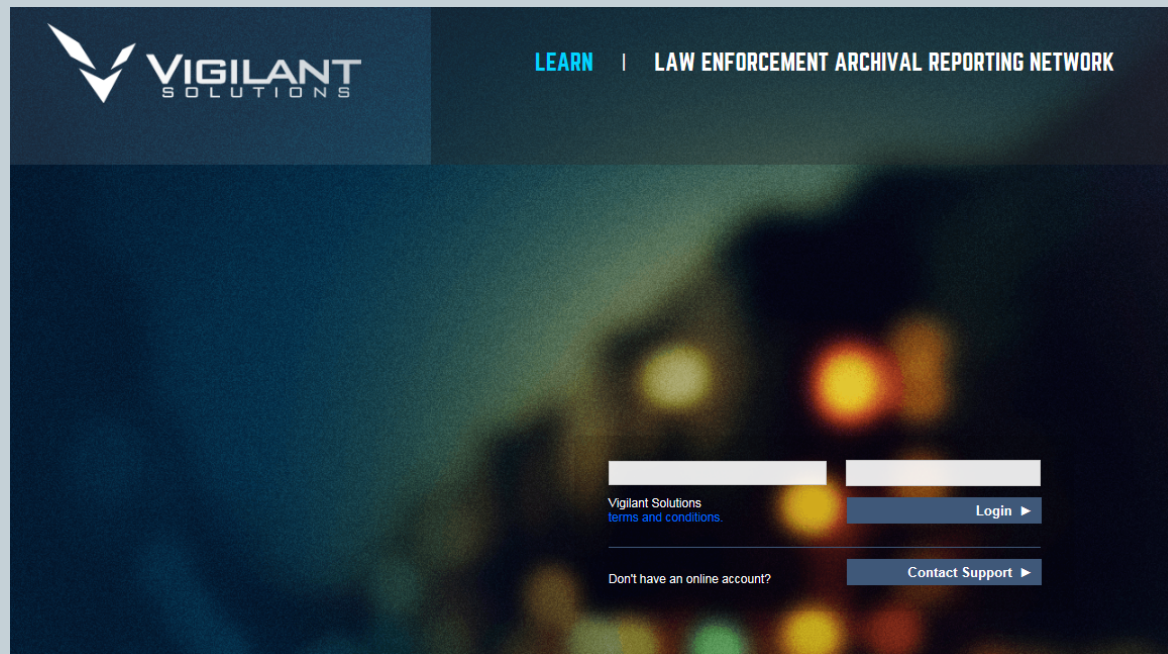 VIGILANT
SOLUTIONS
LEARN | LAW ENFORCEMENT ARCHIVAL REPORTING NETWORK
Vigilant Solutions
terms and conditions.
Login ►
Don't have an online account?
Contact Support ►